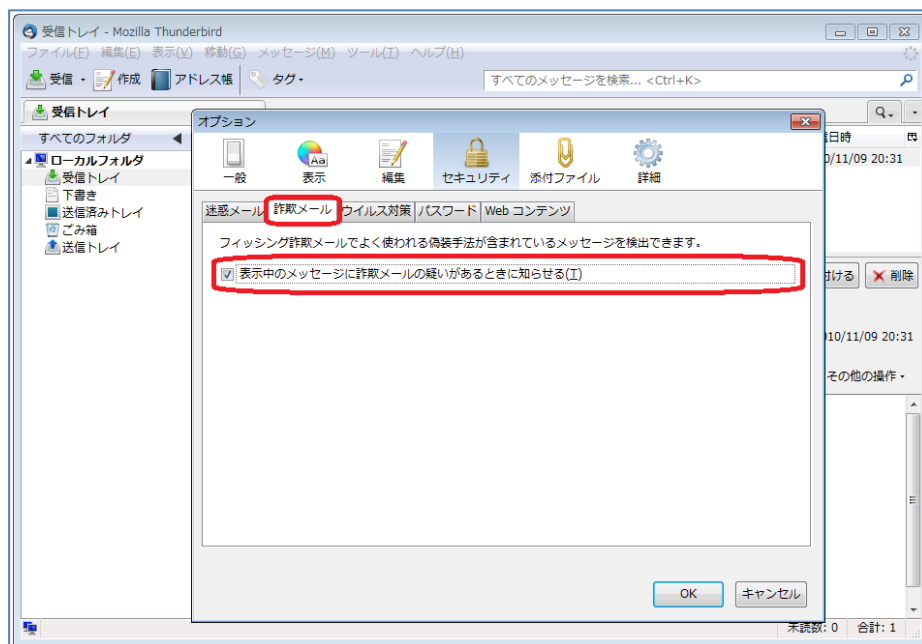 受信トレイ - Mozilla Thunderbird
ファイル(F) 編集(E) 表示(V) 移動(G) メッセージ(M) ツール(T) ヘルプ(H)
受信 作成 アドレス帳 タグ すべてのメッセージを検索... <Ctrl+K>
受信トレイ
すべてのフォルダ
ローカルフォルダ
受信トレイ
下書き
送信済みトレイ
ごみ箱
送信トレイ
オプション
一般 表示 編集 セキュリティ 添付ファイル 詳細
迷惑メール 詐欺メール ウイルス対策 パスワード Web コンテンツ
フィッシング詐欺メールでよく使われる偽装手法が含まれているメッセージを検出できます。
表示中のメッセージに詐欺メールの疑いがあるときに知らせる(I)
OK キャンセル
日時
0/11/09 20:31
ける 削除
10/11/09 20:31
その他の操作
未読数: 0 合計: 1